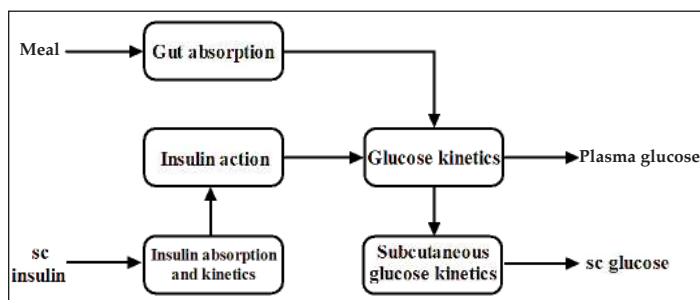 Meal
Gut absorption
Insulin action
Glucose kinetics
Plasma glucose
sc
insulin
Insulin absorption
and kinetics
Subcutaneous
glucose kinetics
sc glucose